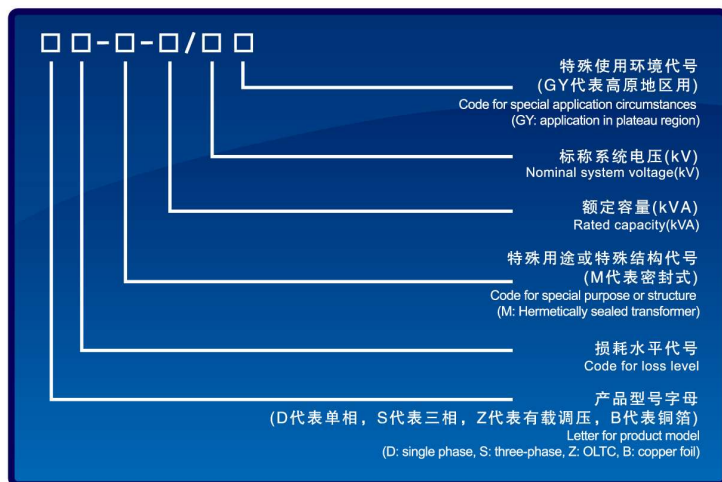 □□-□-□/□□
特殊使用环境代号
(GY代表高原地区用)
Code for special application circumstances
(GY: application in plateau region)
标称系统电压(kV)
Nominal system voltage(kV)
额定容量(kVA)
Rated capacity(kVA)
特殊用途或特殊结构代号
(M代表密封式)
Code for special purpose or structure
(M: Hermetically sealed transformer)
损耗水平代号
Code for loss level
产品型号字母
(D代表单相，S代表三相，Z代表有载调压，B代表铜箔)
Letter for product model
(D: single phase, S: three-phase, Z: OLTC, B: copper foil)